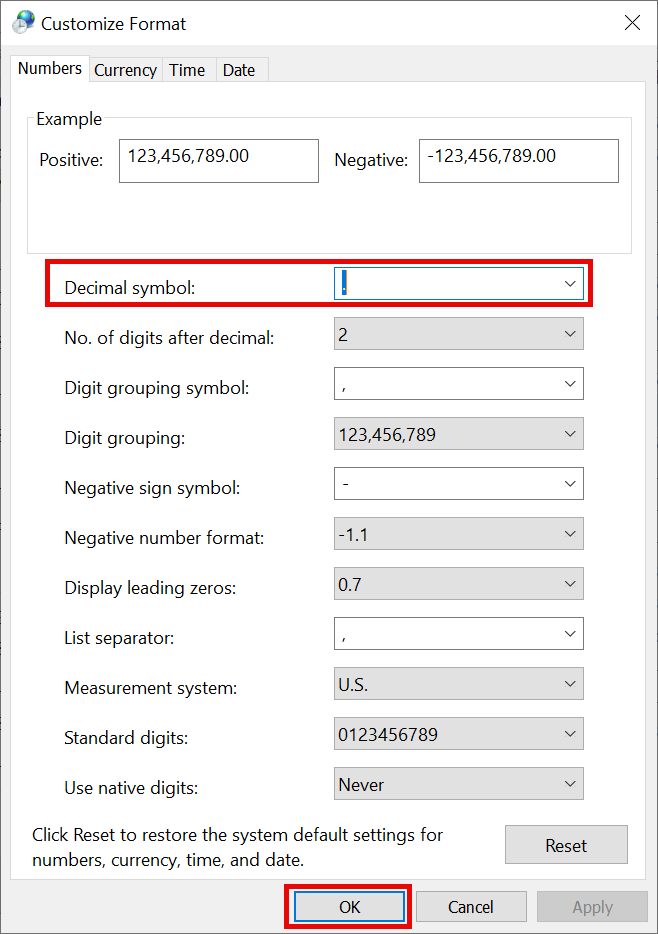 Customize Format
Numbers Currency Time Date
Example
Positive: 123,456,789.00 Negative: -123,456,789.00
Decimal symbol: .
No. of digits after decimal: 2
Digit grouping symbol: ,
Digit grouping: 123,456,789
Negative sign symbol: -
Negative number format: -1.1
Display leading zeros: 0.7
List separator: ,
Measurement system: U.S.
Standard digits: 0123456789
Use native digits: Never
Click Reset to restore the system default settings for
numbers, currency, time, and date.
Reset
OK Cancel Apply